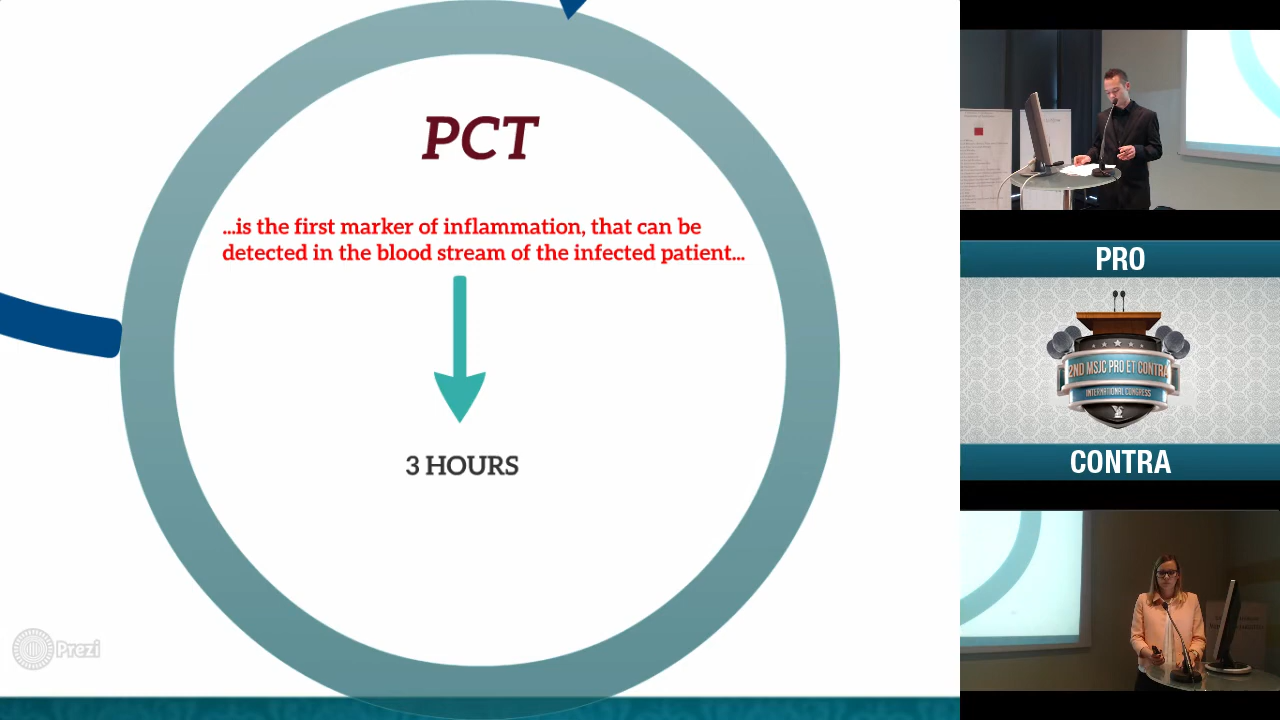 PCT
...is the first marker of inflammation, that can be
detected in the blood stream of the infected patient...
3 HOURS
Prezi
PRO
2ND MSJC PRO ET CONTRA
INTERNATIONAL CONGRESS
CONTRA